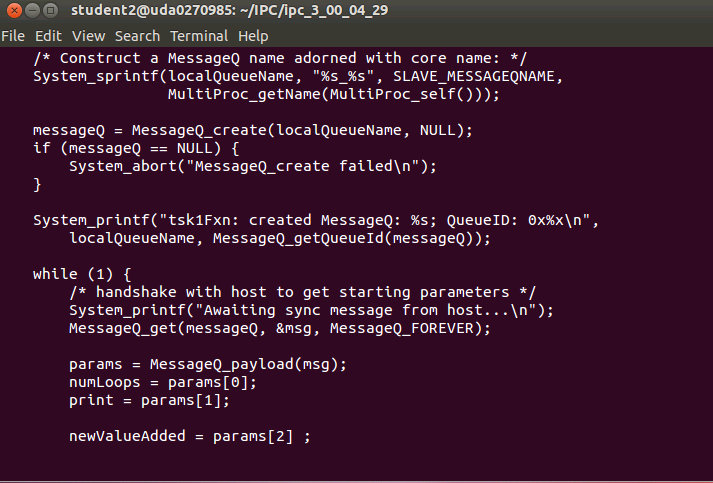 student2@uda0270985: ~/IPC/ipc_3_00_04_29
File Edit View Search Terminal Help
/* Construct a MessageQ name adorned with core name: */
System_sprintf(localQueueName, "%s_%s", SLAVE_MESSAGEQNAME,
MultiProc_getName(MultiProc_self()));
messageQ = MessageQ_create(localQueueName, NULL);
if (messageQ == NULL) {
System_abort("MessageQ_create failed\n");
}
System_printf("tsk1Fxn: created MessageQ: %s; QueueID: 0x%x\n",
localQueueName, MessageQ_getQueueId(messageQ));
while (1) {
/* handshake with host to get starting parameters */
System_printf("Awaiting sync message from host...\n");
MessageQ_get(messageQ, &msg, MessageQ_FOREVER);
params = MessageQ_payload(msg);
numLoops = params[0];
print = params[1];
newValueAdded = params[2] ;